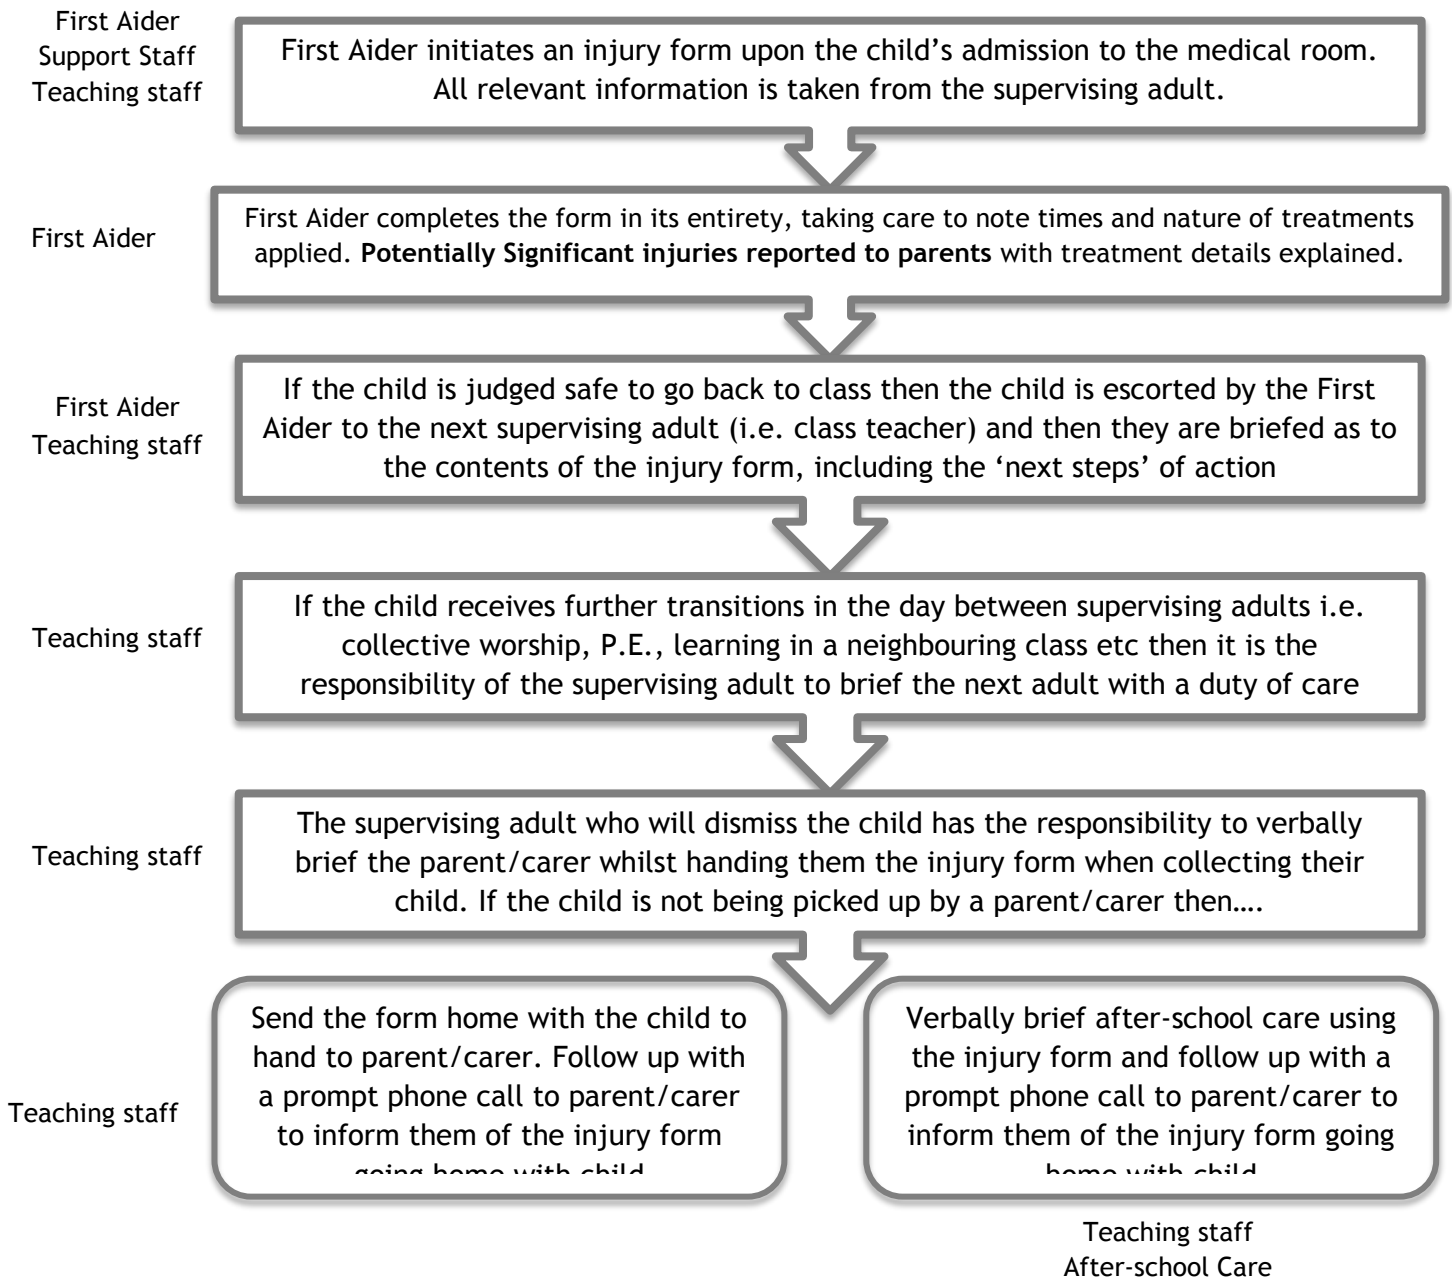 First Aider
Support Staff
Teaching staff
First Aider initiates an injury form upon the child’s admission to the medical room.
All relevant information is taken from the supervising adult.
First Aider
First Aider completes the form in its entirety, taking care to note times and nature of treatments
applied. Potentially Significant injuries reported to parents with treatment details explained.
First Aider
Teaching staff
If the child is judged safe to go back to class then the child is escorted by the First
Aider to the next supervising adult (i.e. class teacher) and then they are briefed as to
the contents of the injury form, including the ‘next steps’ of action
Teaching staff
If the child receives further transitions in the day between supervising adults i.e.
collective worship, P.E., learning in a neighbouring class etc then it is the
responsibility of the supervising adult to brief the next adult with a duty of care
Teaching staff
The supervising adult who will dismiss the child has the responsibility to verbally
brief the parent/carer whilst handing them the injury form when collecting their
child. If the child is not being picked up by a parent/carer then….
Teaching staff
Send the form home with the child to
hand to parent/carer. Follow up with
a prompt phone call to parent/carer
to inform them of the injury form
going home with child
Verbally brief after-school care using
the injury form and follow up with a
prompt phone call to parent/carer to
inform them of the injury form going
home with child
Teaching staff
After-school Care